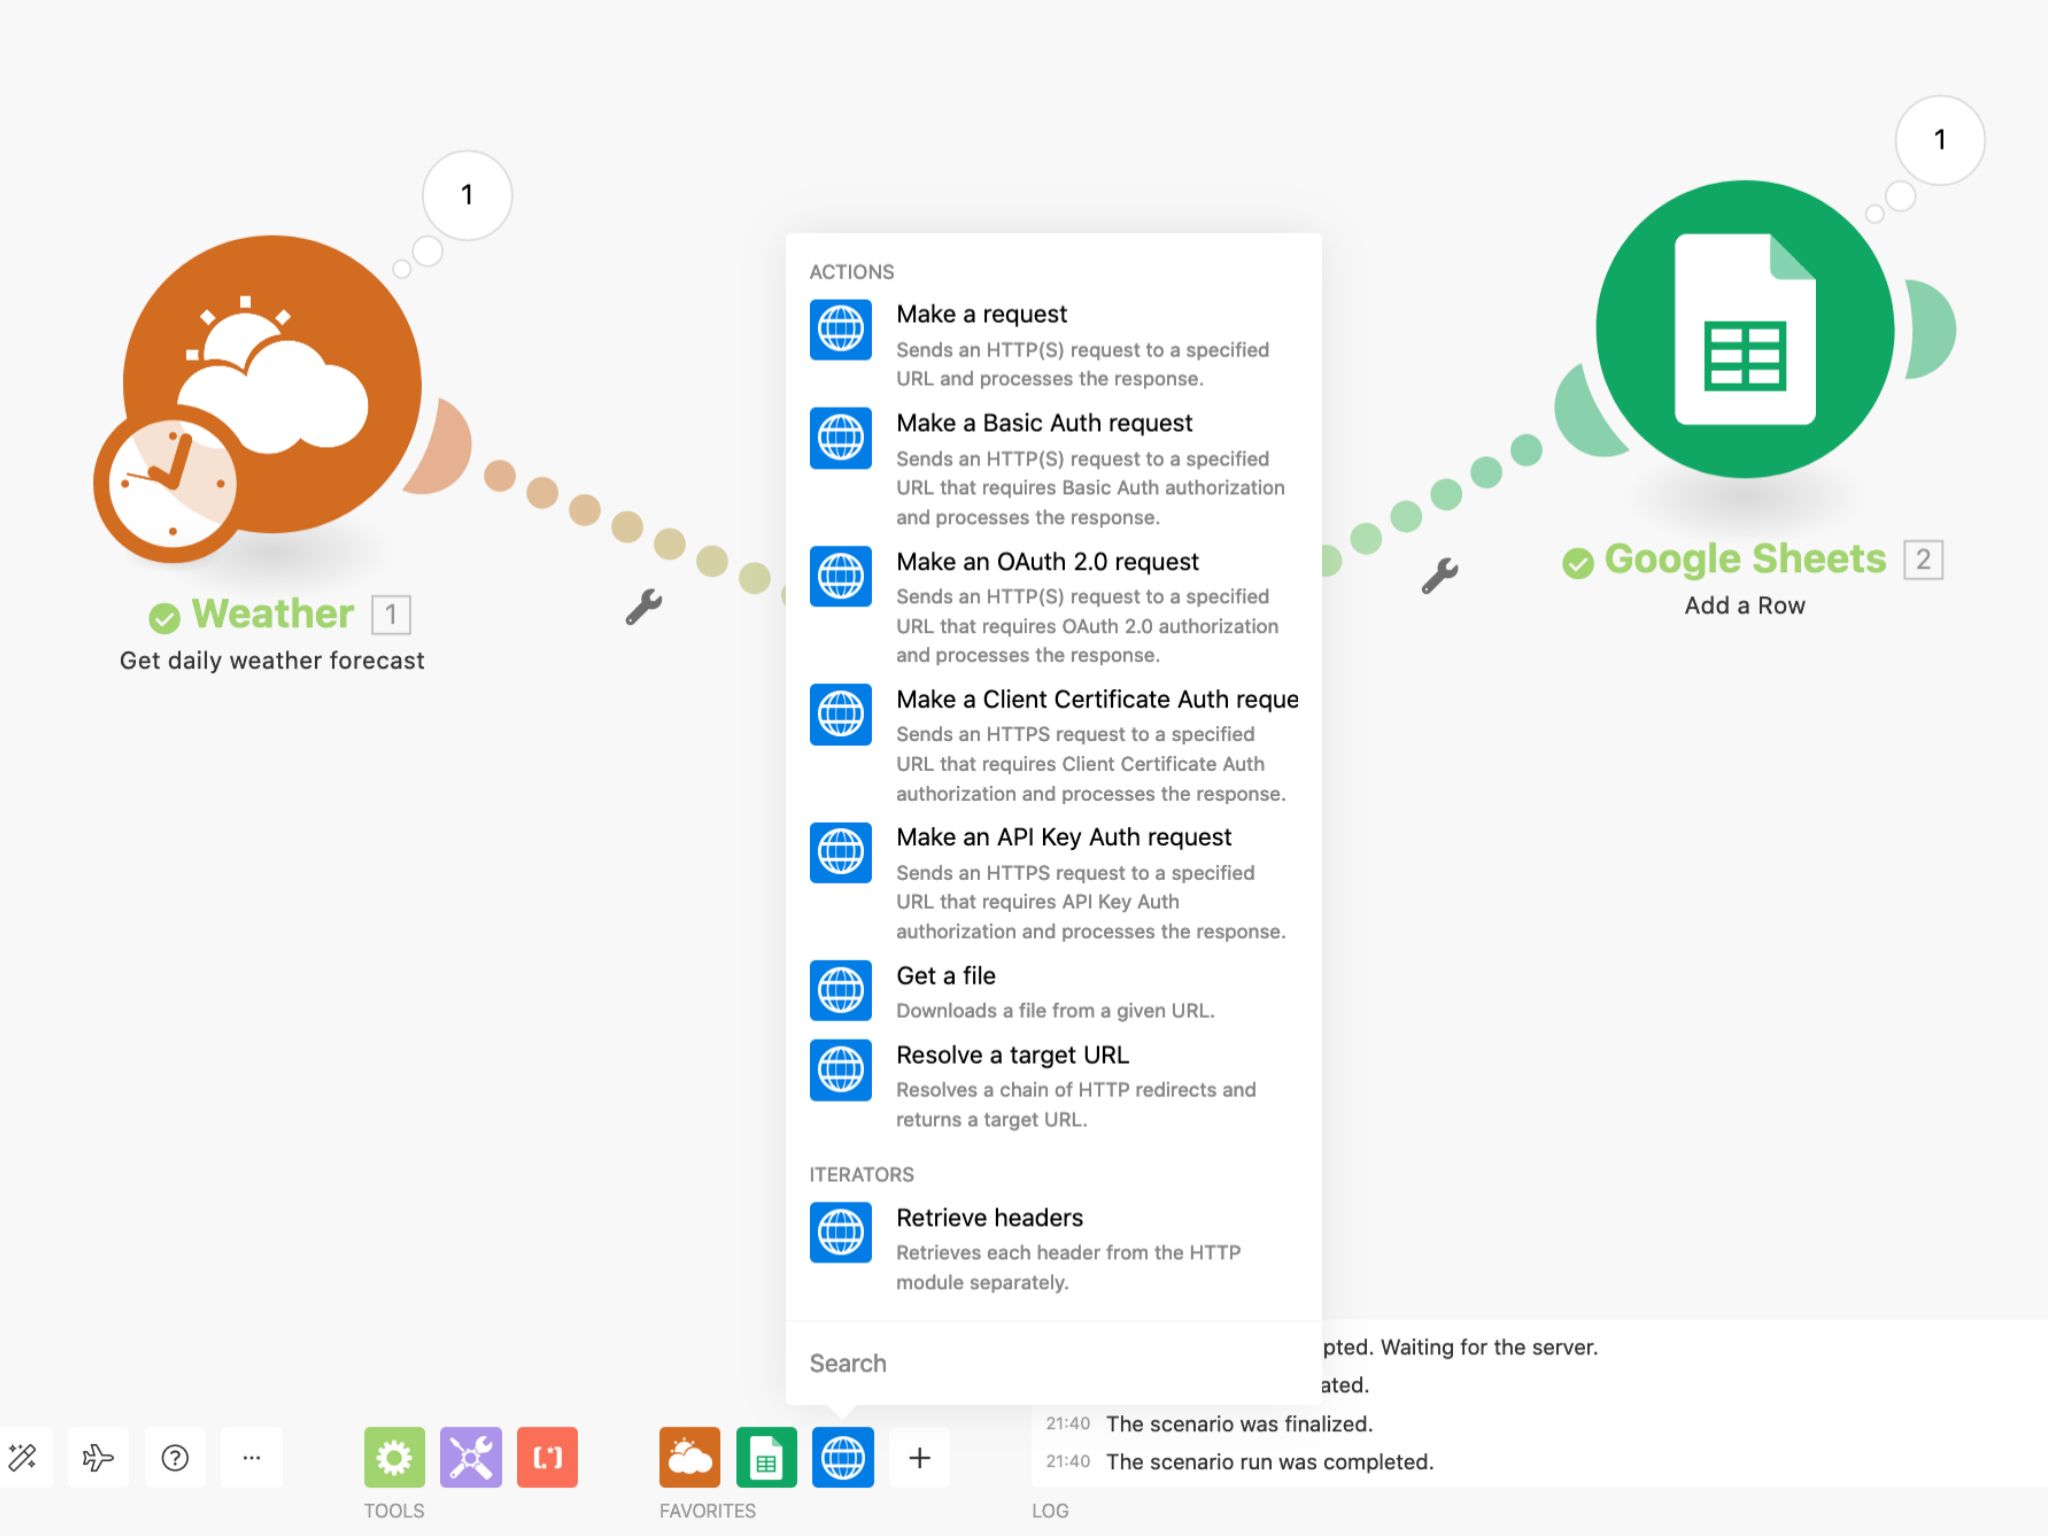 1
1
ACTIONS
Make a request
Sends an HTTP(S) request to a specified
URL and processes the response.
Make a Basic Auth request
Sends an HTTP(S) request to a specified
URL that requires Basic Auth authorization
and processes the response.
Make an OAuth 2.0 request
Sends an HTTP(S) request to a specified
URL that requires OAuth 2.0 authorization
and processes the response.
Make a Client Certificate Auth reque
Sends an HTTPS request to a specified
URL that requires Client Certificate Auth
authorization and processes the response.
Make an API Key Auth request
Sends an HTTPS request to a specified
URL that requires API Key Auth
authorization and processes the response.
Get a file
Downloads a file from a given URL.
Resolve a target URL
Resolves a chain of HTTP redirects and
returns a target URL.
ITERATORS
Retrieve headers
Retrieves each header from the HTTP
module separately.
Search
Weather 1
Get daily weather forecast
Google Sheets 2
Add a Row
pted. Waiting for the server.
ated.
21:40 The scenario was finalized.
21:40 The scenario run was completed.
TOOLS
FAVORITES
LOG